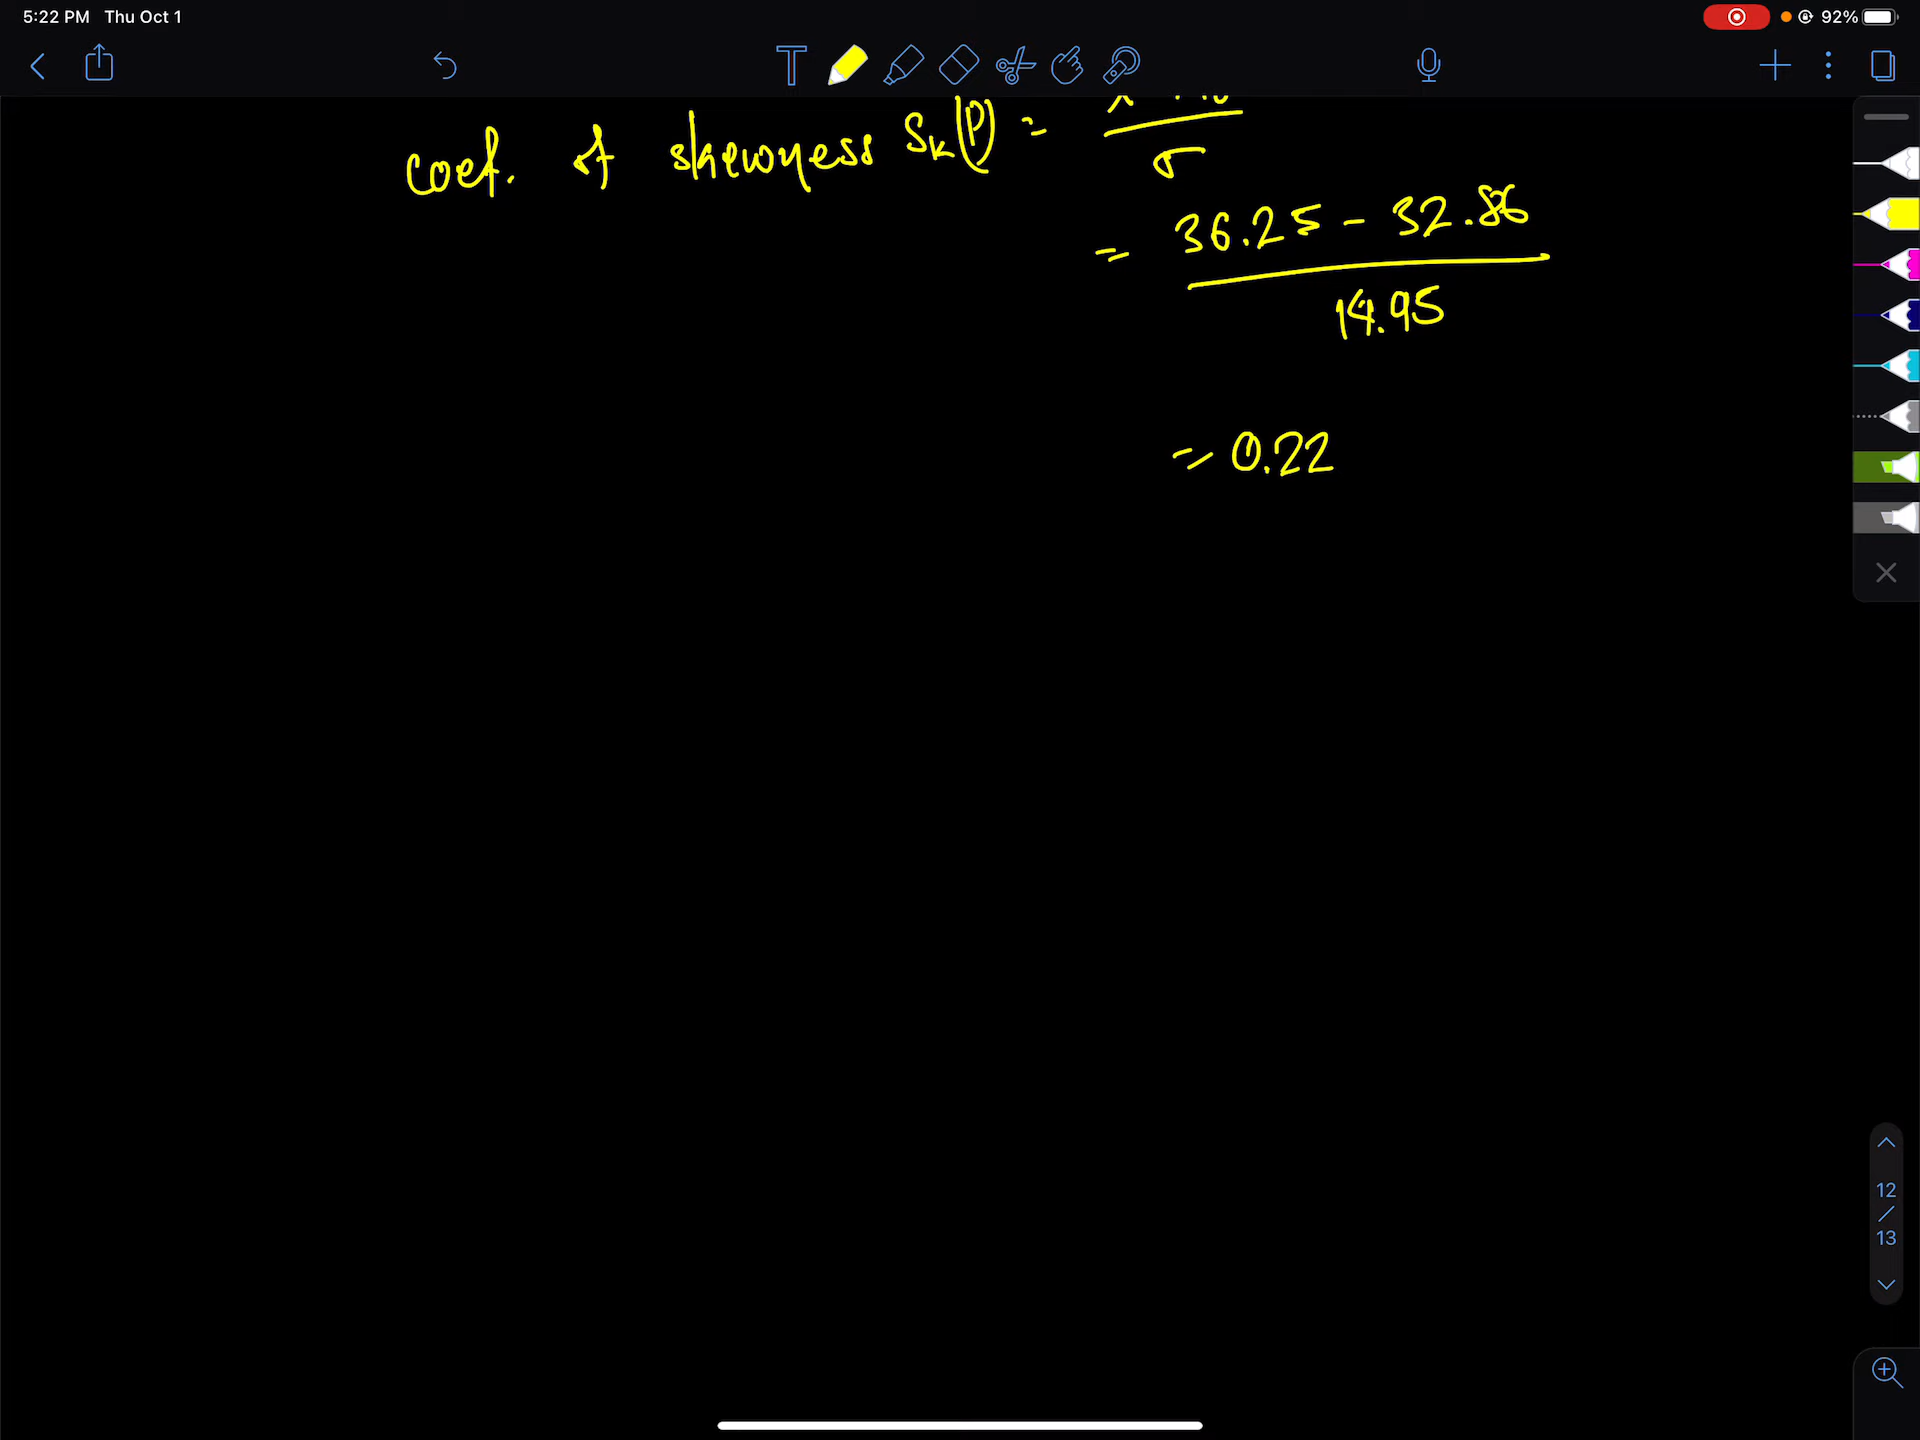 5:22 PM Thu Oct 1
92%
coef. of skewness Sk(P) =
σ
= 36.25 - 32.86
14.95
= 0.22
12
/
13